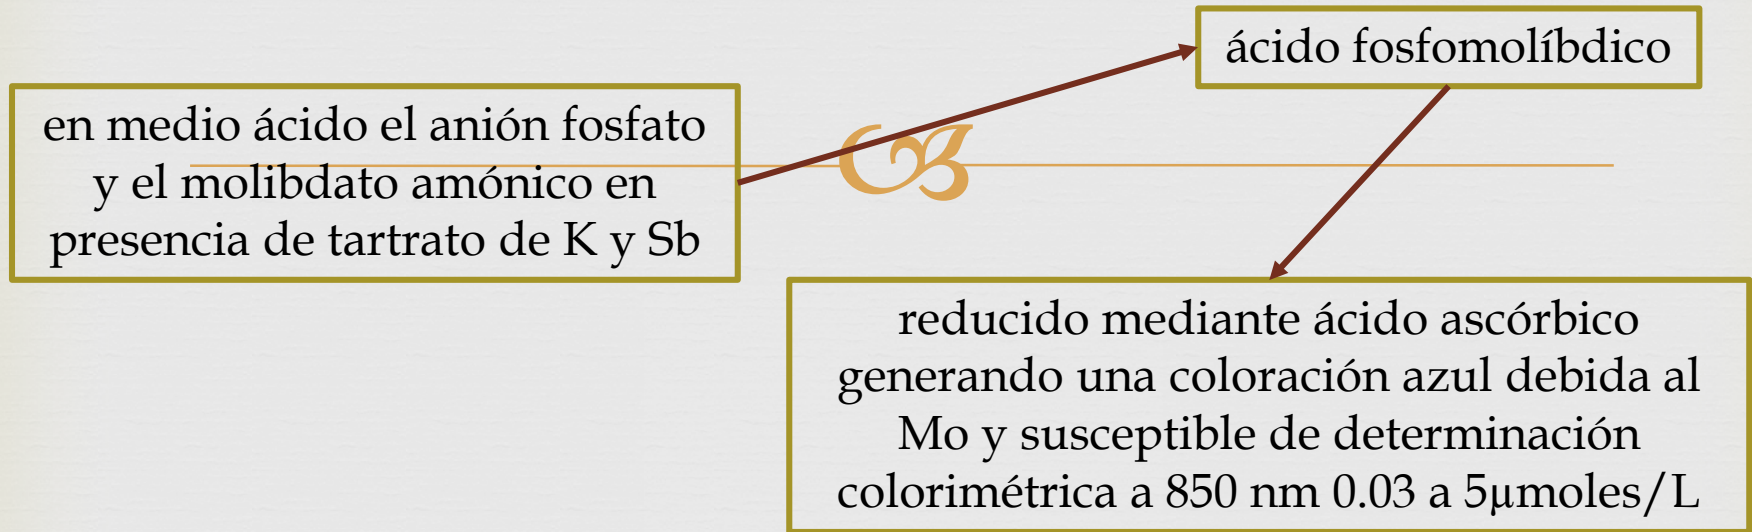 en medio ácido el anión fosfato
y el molibdato amónico en
presencia de tartrato de K y Sb
ácido fosfomolíbdico
reducido mediante ácido ascórbico
generando una coloración azul debida al
Mo y susceptible de determinación
colorimétrica a 850 nm 0.03 a 5µmoles/L